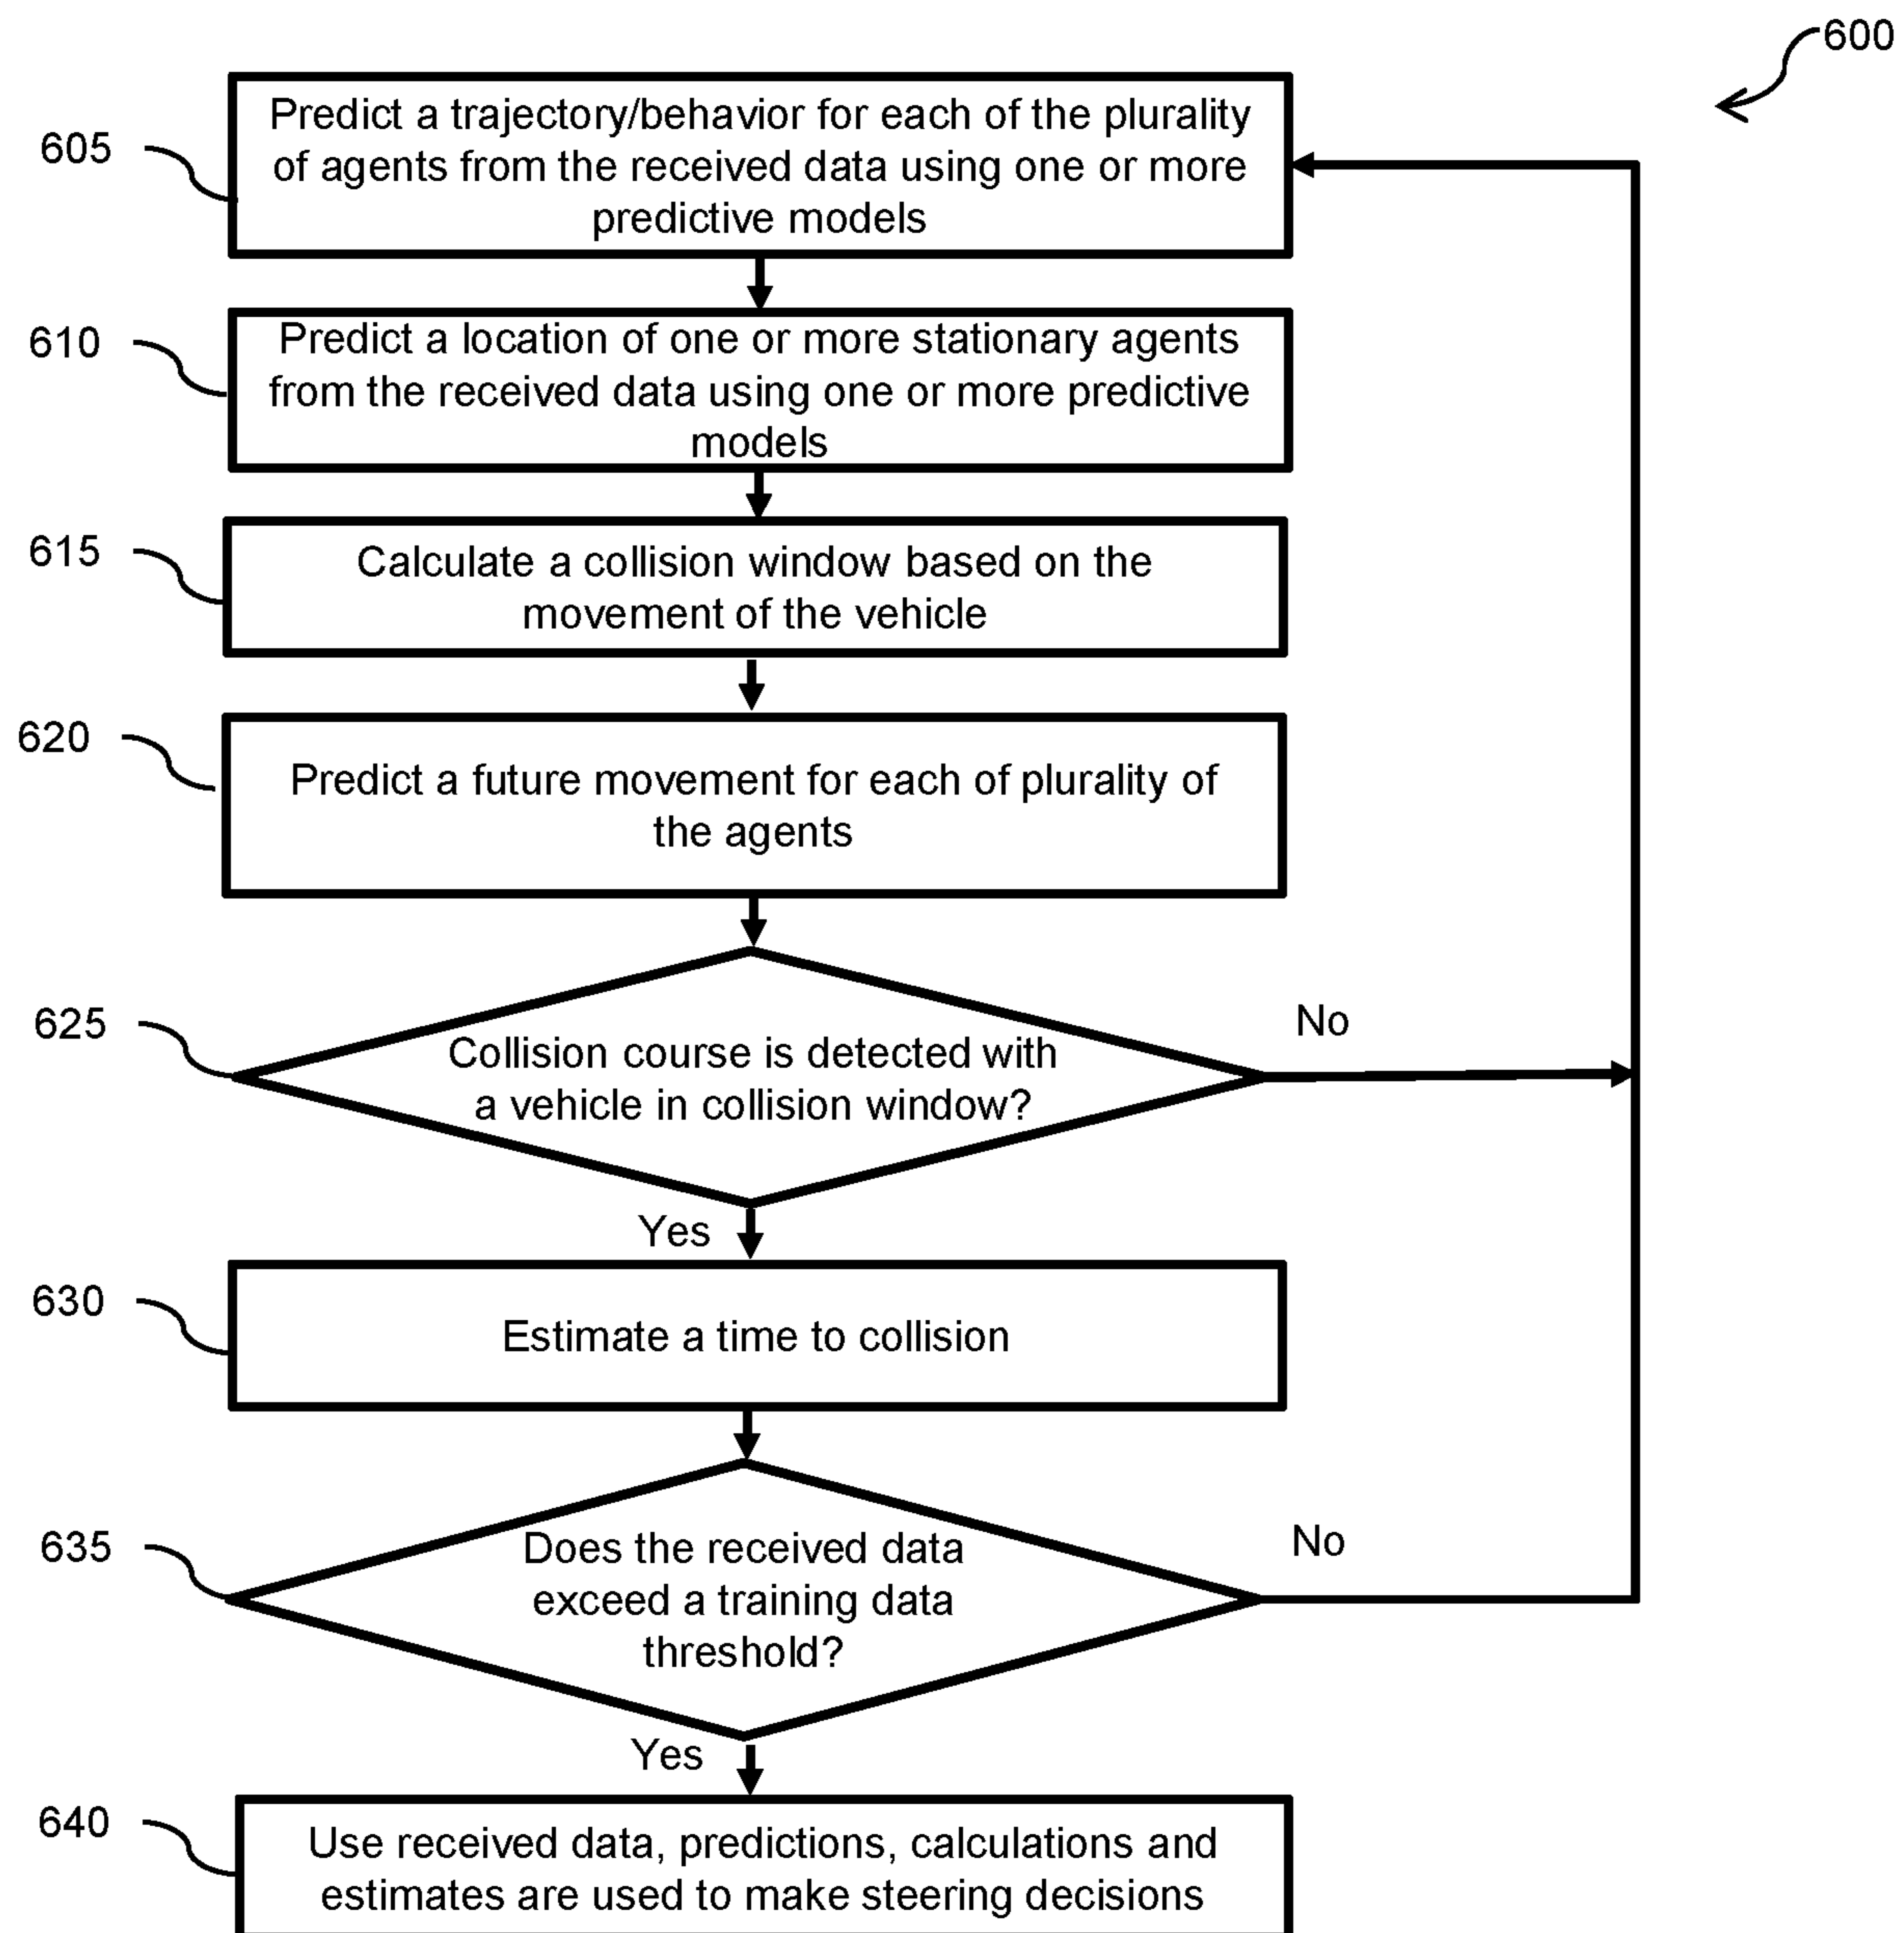 600
605
Predict a trajectory/behavior for each of the plurality
of agents from the received data using one or more
predictive models
610
Predict a location of one or more stationary agents
from the received data using one or more predictive
models
615
Calculate a collision window based on the
movement of the vehicle
620
Predict a future movement for each of plurality of
the agents
625
Collision course is detected with
a vehicle in collision window?
No
Yes
630
Estimate a time to collision
635
Does the received data
exceed a training data
threshold?
No
Yes
640
Use received data, predictions, calculations and
estimates are used to make steering decisions